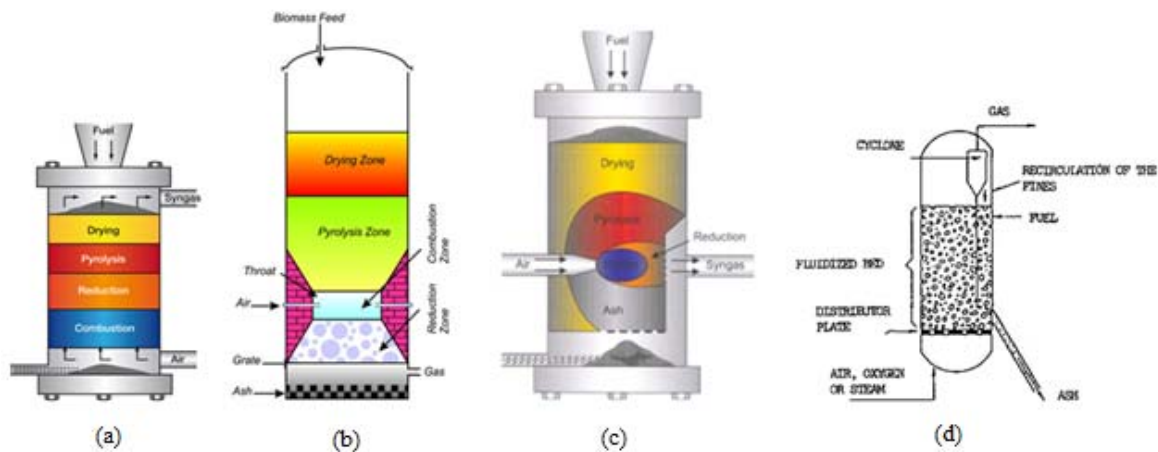 Fuel
Syngas
Drying
Pyrolysis
Reduction
Combustion
Air
(a)
Biomass Feed
Drying Zone
Pyrolysis Zone
Combustion
Zone
Throat
Air
Reduction
Zone
Grate
Gas
Ash
(b)
Fuel
Drying
Pyrolysis
Reduction
Air
Syngas
Ash
(c)
GAS
CYCLONE
RECIRCULATION OF THE
FINES
FUEL
FLUIDIZED BED
DISTRIBUTOR
PLATE
AIR, OXYGEN
OR STEAM
ASH
(d)